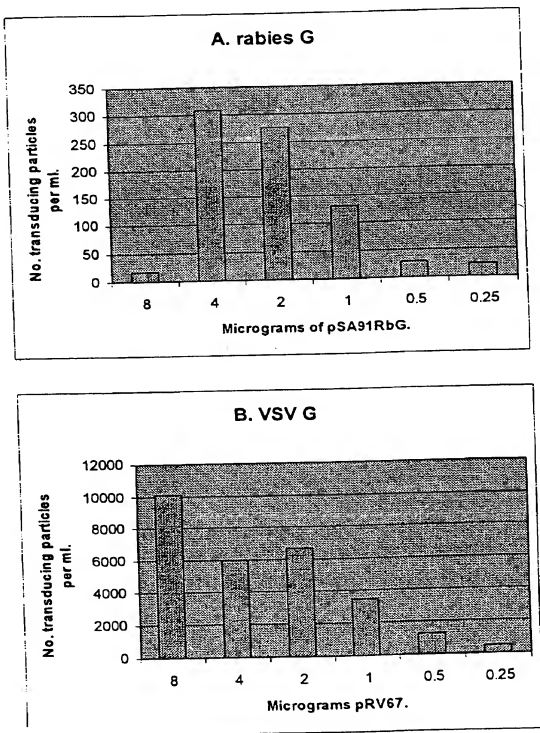 A. rabies G
No. transducing particles
per ml.
350
300
250
200
150
100
50
0
8 4 2 1 0.5 0.25
Micrograms of pSA91RbG.
B. VSV G
No. transducing particles
per ml.
12000
10000
8000
6000
4000
2000
0
8 4 2 1 0.5 0.25
Micrograms pRV67.